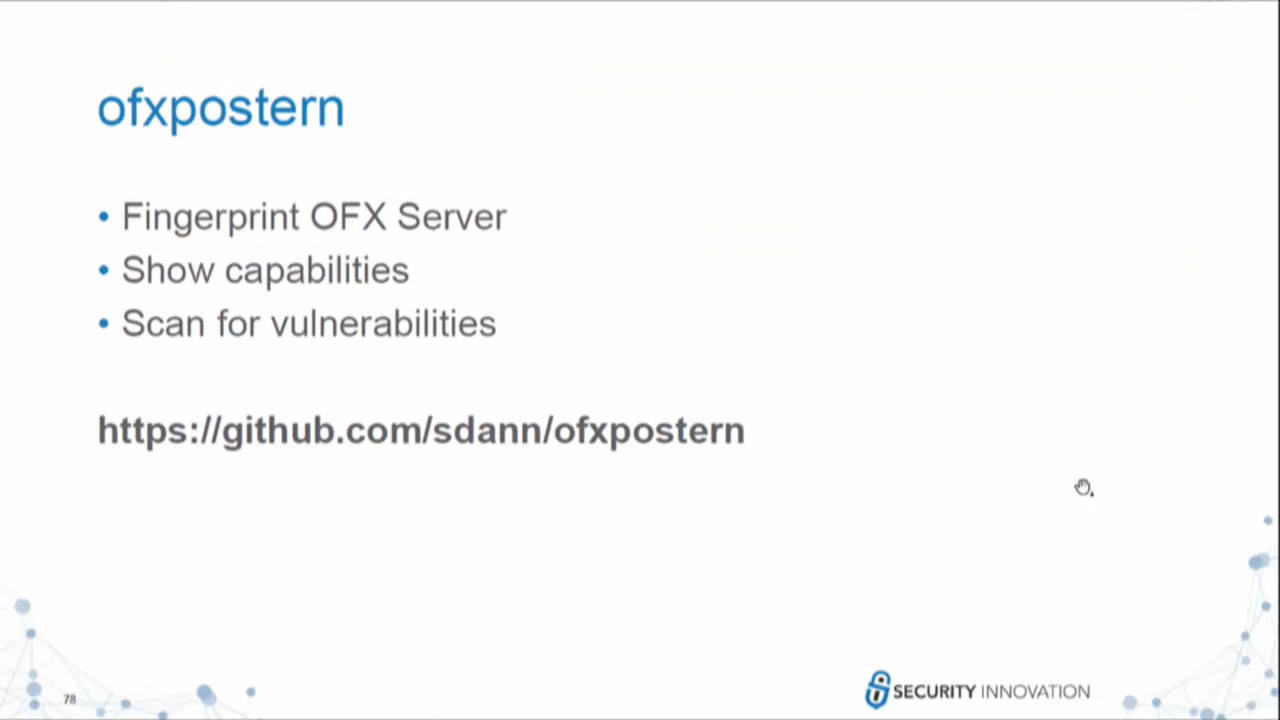 ofxpostern
• Fingerprint OFX Server
• Show capabilities
• Scan for vulnerabilities
https://github.com/sdann/ofxpostern
78
SECURITY INNOVATION